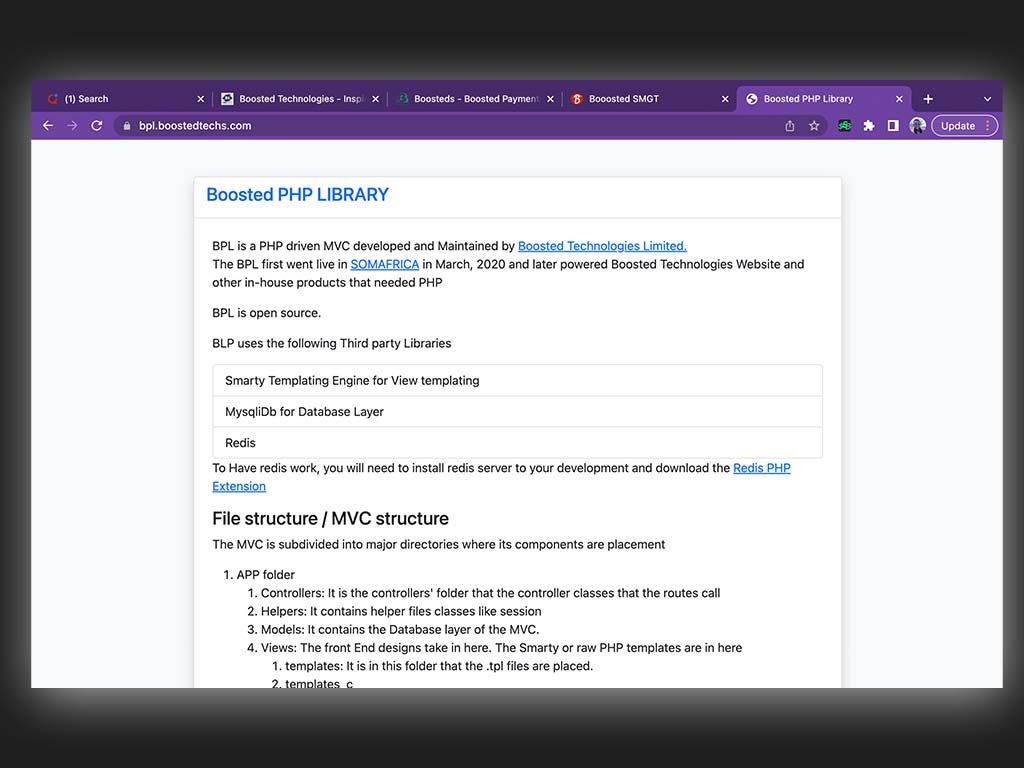 (1) Search
Boosted Technologies - Inspi
Boosteds - Boosted Payment
Booosted SMGT
Boosted PHP Library
bpl.boostedtechs.com
Update
Boosted PHP LIBRARY
BPL is a PHP driven MVC developed and Maintained by Boosted Technologies Limited.
The BPL first went live in SOMAFRICA in March, 2020 and later powered Boosted Technologies Website and
other in-house products that needed PHP
BPL is open source.
BLP uses the following Third party Libraries
Smarty Templating Engine for View templating
MysqliDb for Database Layer
Redis
To Have redis work, you will need to install redis server to your development and download the Redis PHP
Extension
File structure / MVC structure
The MVC is subdivided into major directories where its components are placement
1. APP folder
1. Controllers: It is the controllers' folder that the controller classes that the routes call
2. Helpers: It contains helper files classes like session
3. Models: It contains the Database layer of the MVC.
4. Views: The front End designs take in here. The Smarty or raw PHP templates are in here
1. templates: It is in this folder that the .tpl files are placed.
2. templates_c